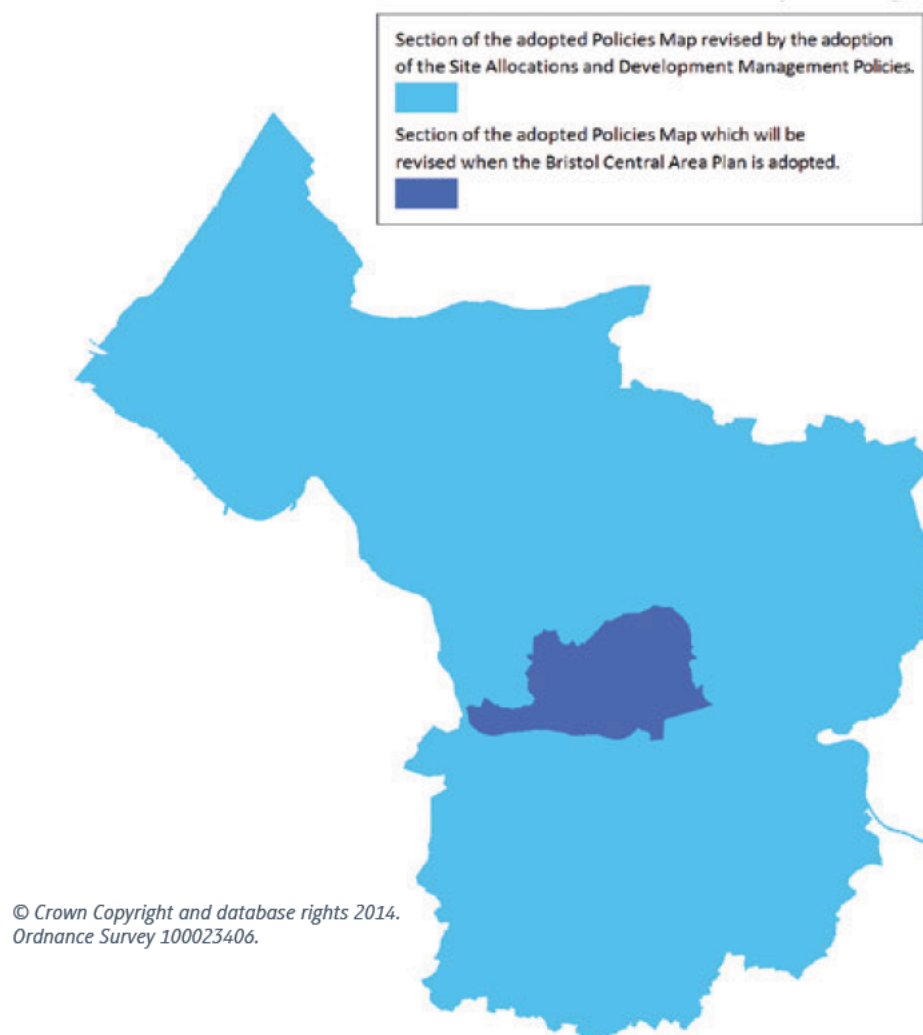 Section of the adopted Policies Map revised by the adoption
of the Site Allocations and Development Management Policies.
Section of the adopted Policies Map which will be
revised when the Bristol Central Area Plan is adopted.
© Crown Copyright and database rights 2014.
Ordnance Survey 100023406.